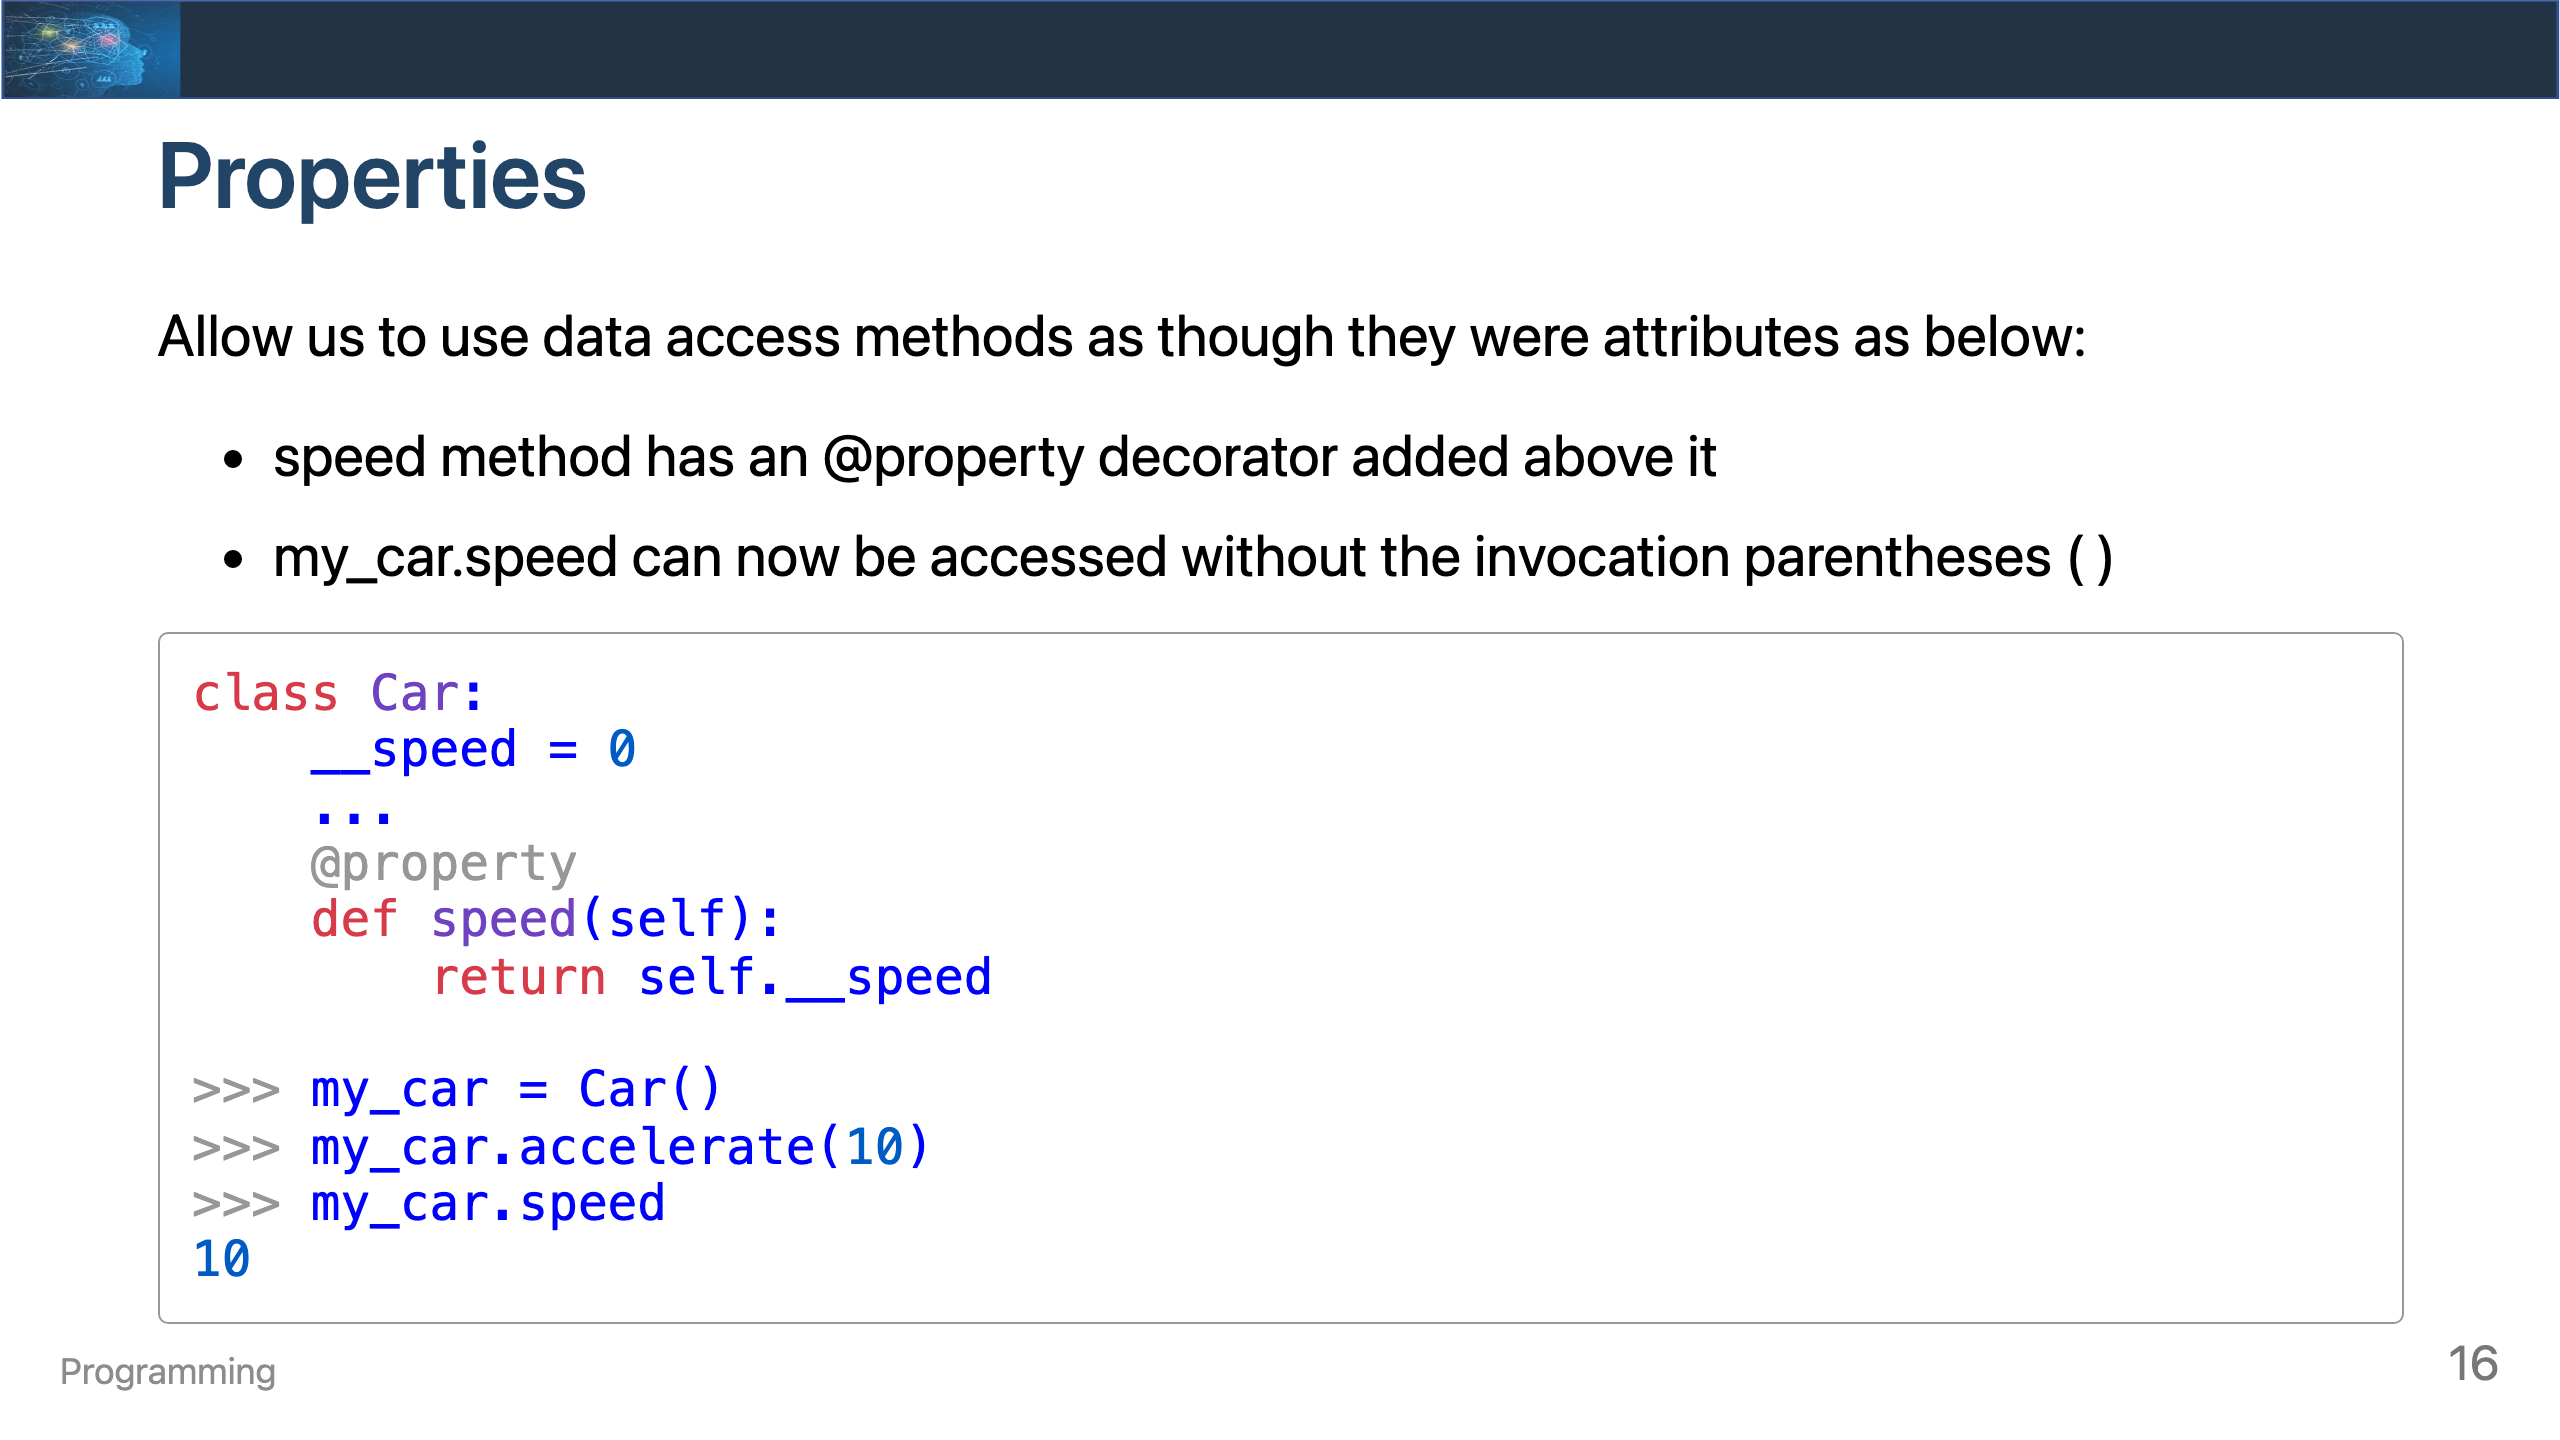 Properties
Allow us to use data access methods as though they were attributes as below:
• speed method has an @property decorator added above it
• my_car.speed can now be accessed without the invocation parentheses ()
class Car:
    __speed = 0
    ...
    @property
    def speed(self):
        return self.__speed
>>> my_car = Car()
>>> my_car.accelerate(10)
>>> my_car.speed
10
Programming
16